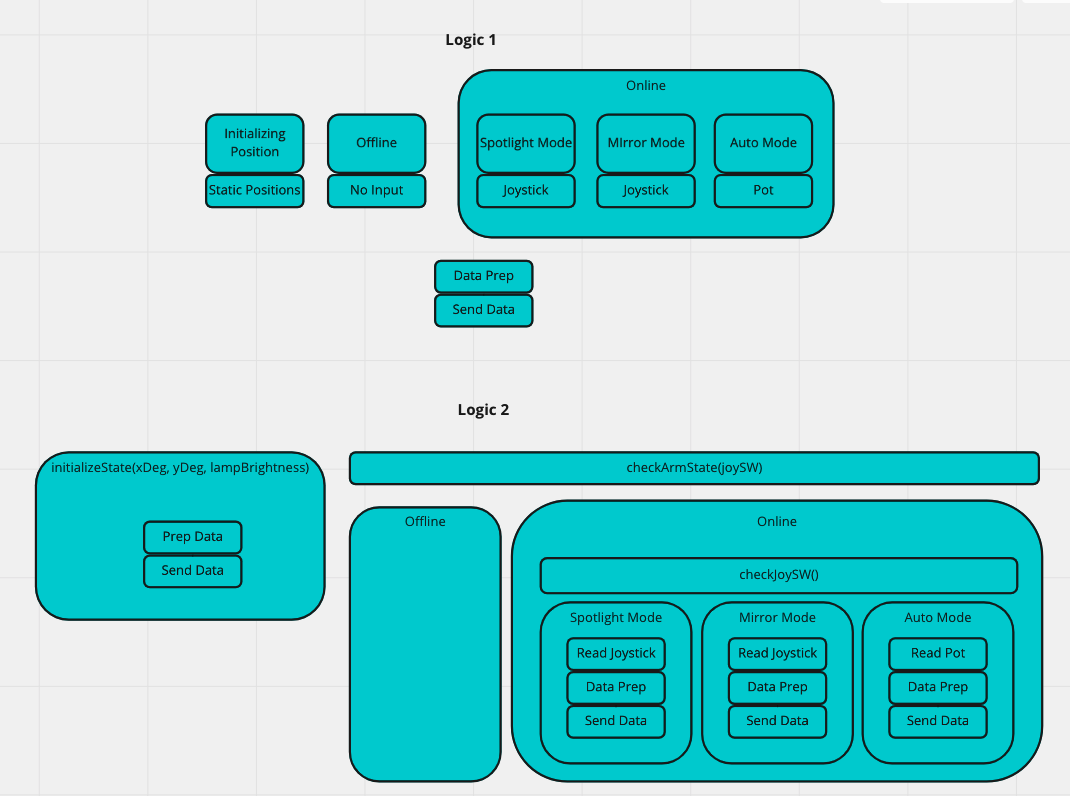 Logic 1
Online
Initializing
Position
Offline
Spotlight Mode
MIrror Mode
Auto Mode
Static Positions
No Input
Joystick
Joystick
Pot
Data Prep
Send Data
Logic 2
initializeState(xDeg, yDeg, lampBrightness)
Prep Data
Send Data
checkArmState(joySW)
Offline
Online
checkJoySW()
Spotlight Mode
Read Joystick
Data Prep
Send Data
Mirror Mode
Read Joystick
Data Prep
Send Data
Auto Mode
Read Pot
Data Prep
Send Data